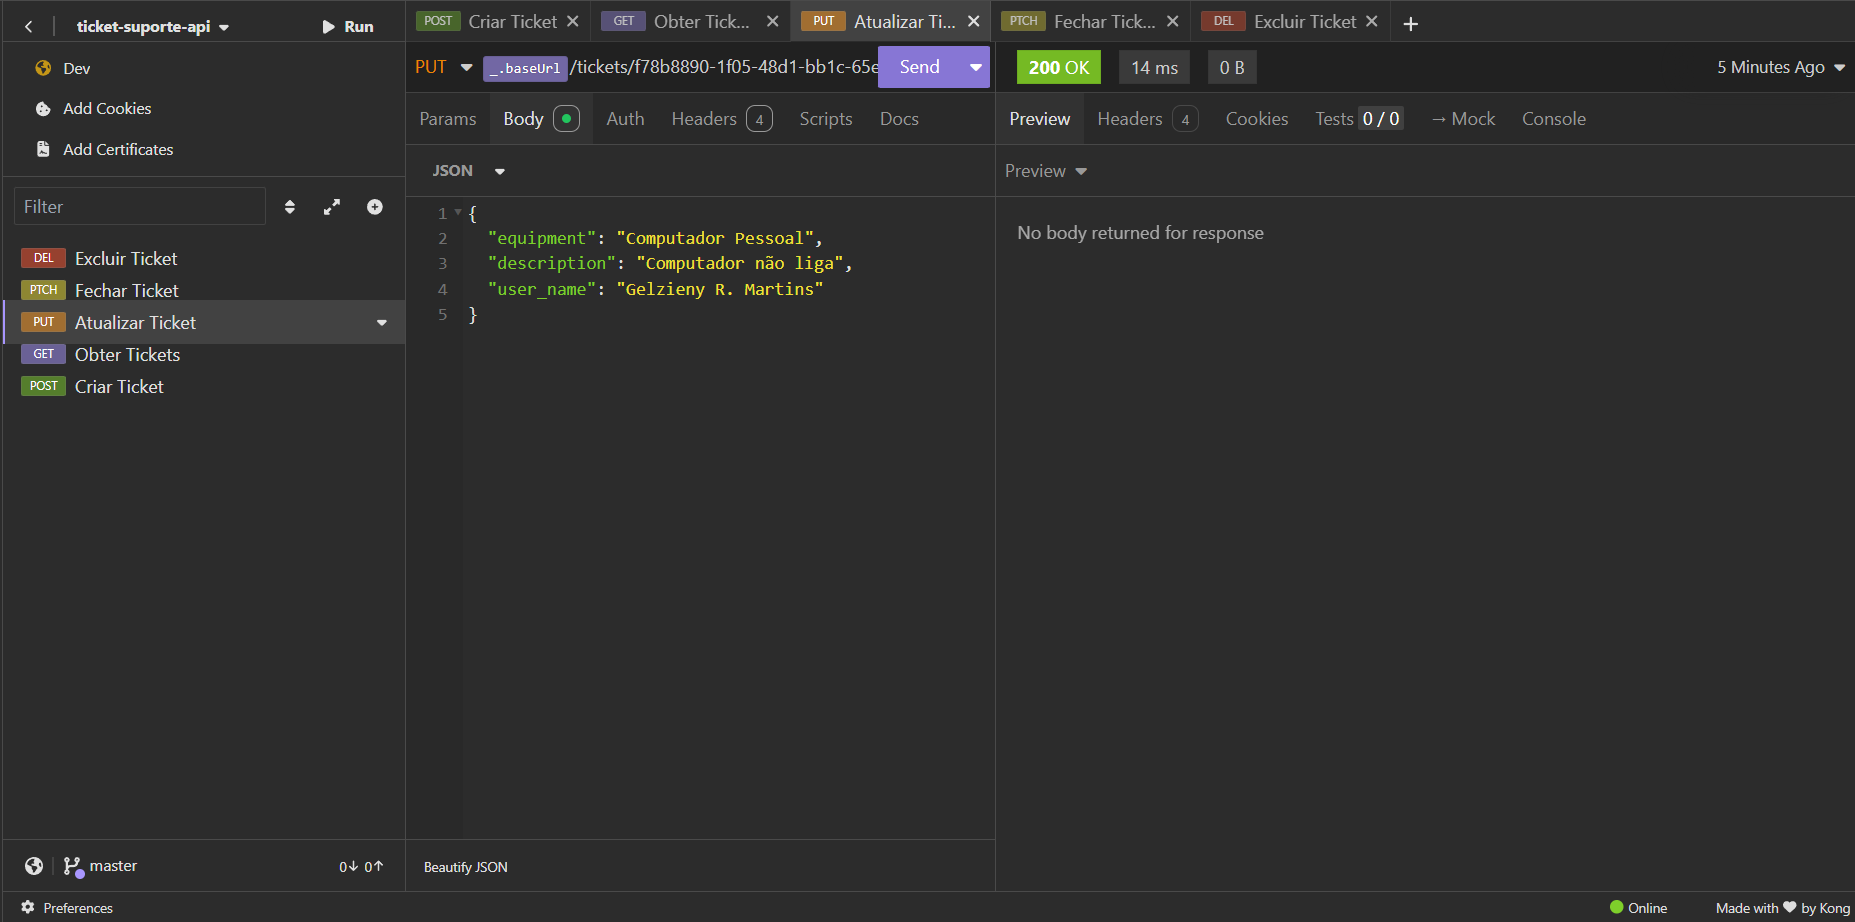 ticket-suporte-api
Run
Dev
Add Cookies
Add Certificates
Filter
DEL Excluir Ticket
PTCH Fechar Ticket
PUT Atualizar Ticket
GET Obter Tickets
POST Criar Ticket
master
0↓ 0↑
Preferences
POST Criar Ticket
GET Obter Tick...
PUT Atualizar Ti...
PTCH Fechar Tick...
DEL Excluir Ticket
PUT _.baseUrl /tickets/f78b8890-1f05-48d1-bb1c-65e
Send
Params Body Auth Headers 4 Scripts Docs
JSON
1 {
2 "equipment": "Computador Pessoal",
3 "description": "Computador não liga",
4 "user_name": "Gelzieny R. Martins"
5 }
Beautify JSON
200 OK 14 ms 0 B 5 Minutes Ago
Preview Headers 4 Cookies Tests 0 / 0 → Mock Console
Preview
No body returned for response
Online
Made with ♥ by Kong